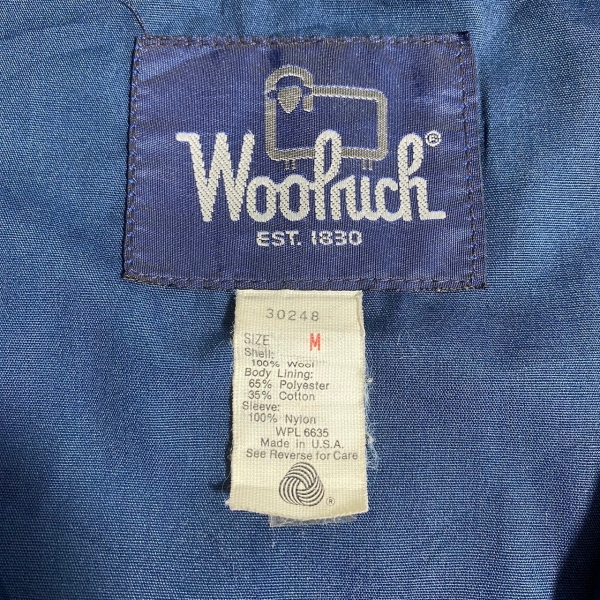 Woolrich®
EST. 1830
30248
SIZE M
Shell:
100% Wool
Body Lining:
65% Polyester
35% Cotton
Sleeve:
100% Nylon
WPL 6635
Made in U.S.A.
See Reverse for Care
®